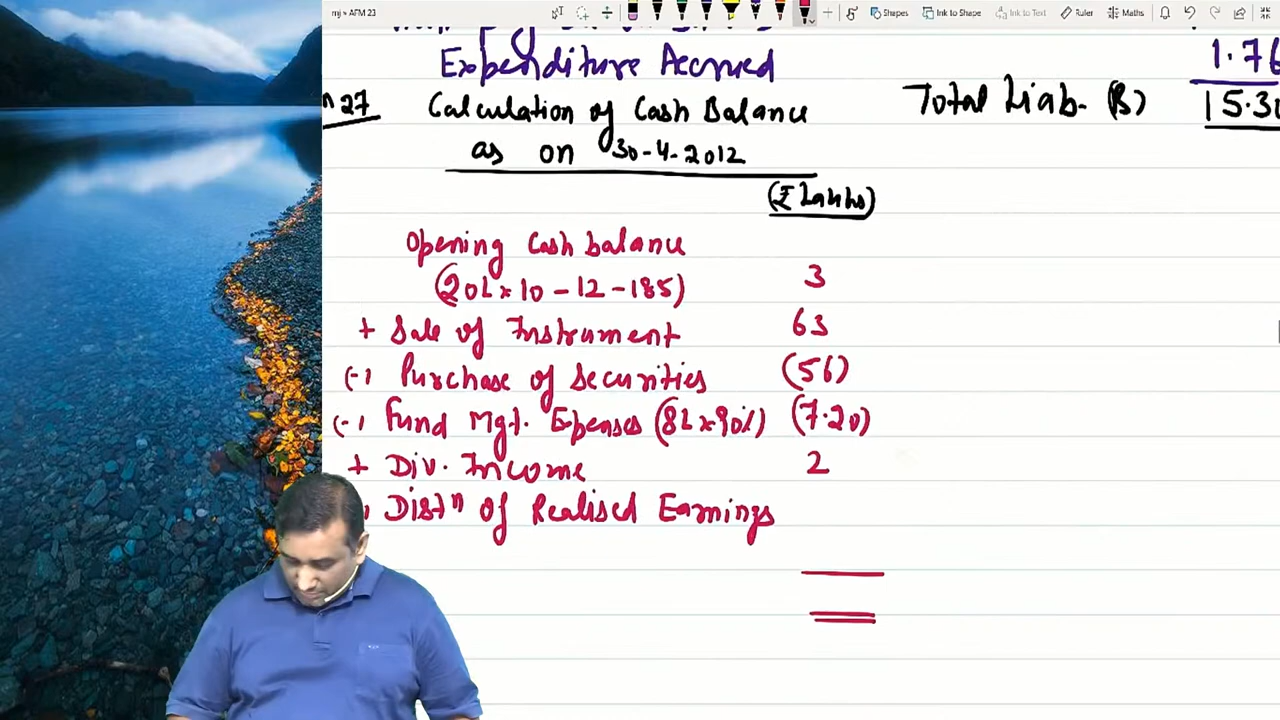 mj » AFM 23
Shapes Ink to Shape Ink to Text Ruler Maths
Expenditure Accrued 1.76
n 27 Calculation of Cash Balance Total Liab. (B) 15.30
as on 30-4-2012
(₹ Lakhs)
Opening Cash balance
(20L×10-12-185) 3
+ Sale of Instrument 63
(-) Purchase of Securities (56)
(-) Fund Mgt. Epenses (8L×90%) (7.20)
+ Div. Income 2
) Distⁿ of Realised Earnings